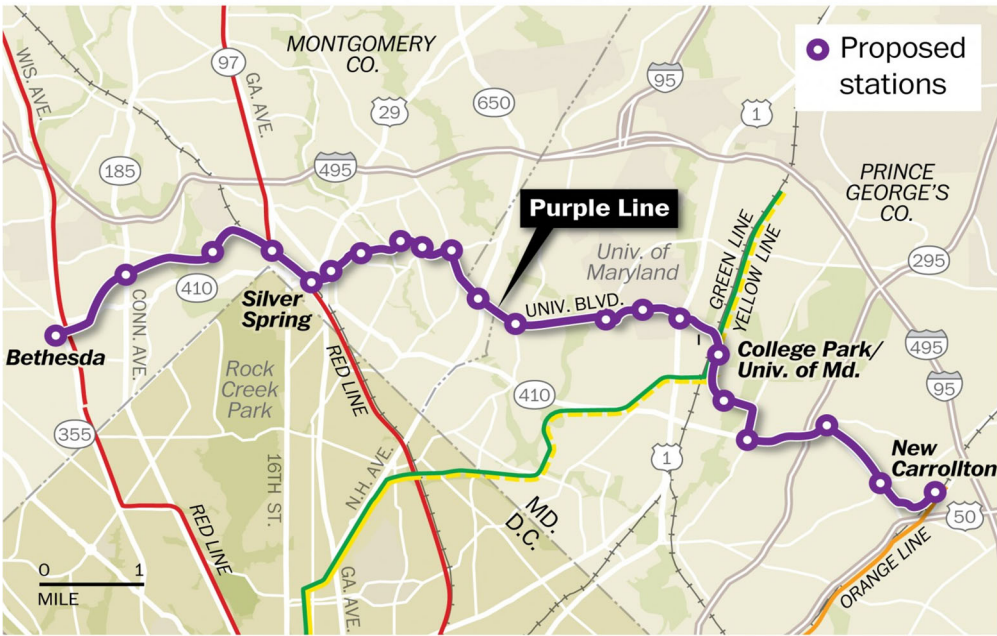 MONTGOMERY
CO.
Proposed
stations
WIS. AVE.
97
GA. AVE.
29
650
95
1
185
495
PRINCE
GEORGE'S
CO.
Purple Line
Univ. of
Maryland
GREEN LINE
YELLOW LINE
295
410
CONN. AVE.
Silver
Spring
UNIV. BLVD.
Bethesda
College Park/
Univ. of Md.
495
95
Rock
Creek
Park
RED LINE
410
355
1
New
Carrollton
16TH ST.
N.H. AVE.
MD.
D.C.
50
RED LINE
ORANGE LINE
GA. AVE.
0 1
MILE